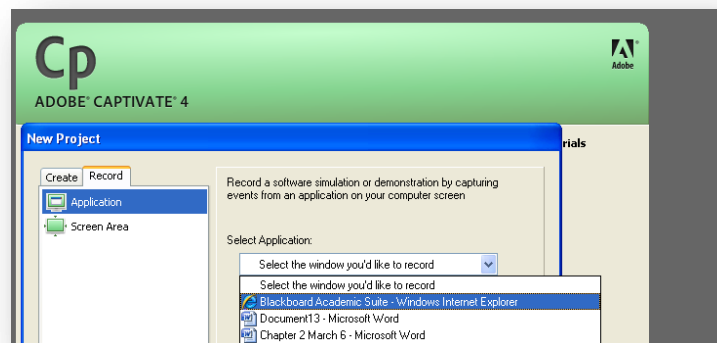 Cp
Adobe
ADOBE® CAPTIVATE® 4
New Project
rials
Create Record
Record a software simulation or demonstration by capturing
events from an application on your computer screen
Application
Screen Area
Select Application:
Select the window you'd like to record
Select the window you'd like to record
Blackboard Academic Suite - Windows Internet Explorer
Document13 - Microsoft Word
Chapter 2 March 6 - Microsoft Word